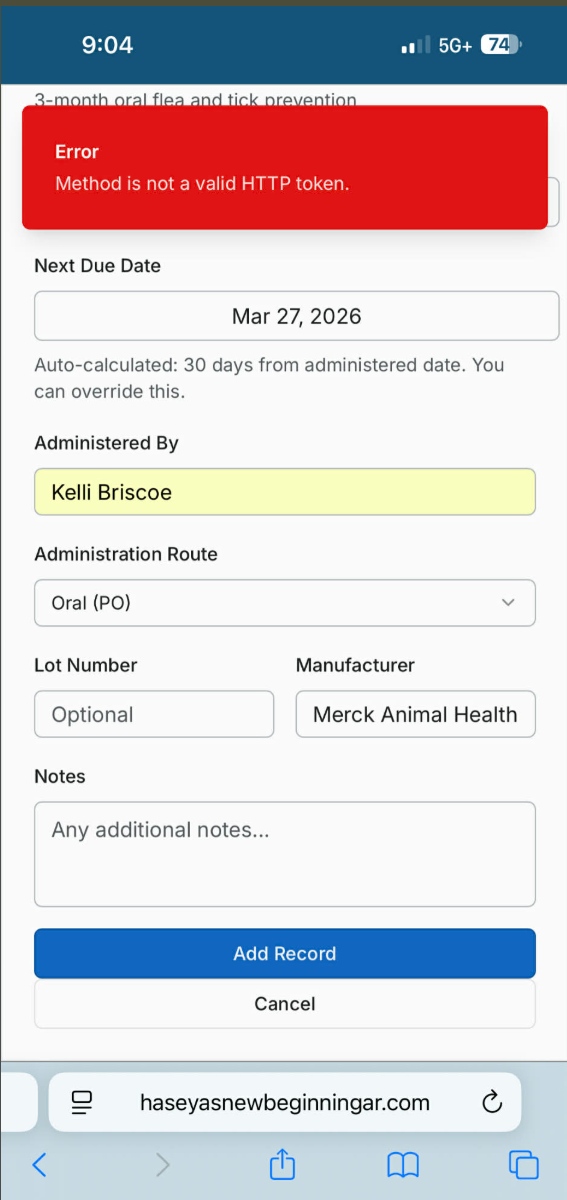 9:04
5G+
74
3-month oral flea and tick prevention
Error
Method is not a valid HTTP token.
Next Due Date
Mar 27, 2026
Auto-calculated: 30 days from administered date. You
can override this.
Administered By
Kelli Briscoe
Administration Route
Oral (PO)
Lot Number
Manufacturer
Optional
Merck Animal Health
Notes
Any additional notes...
Add Record
Cancel
haseyasnewbeginningar.com